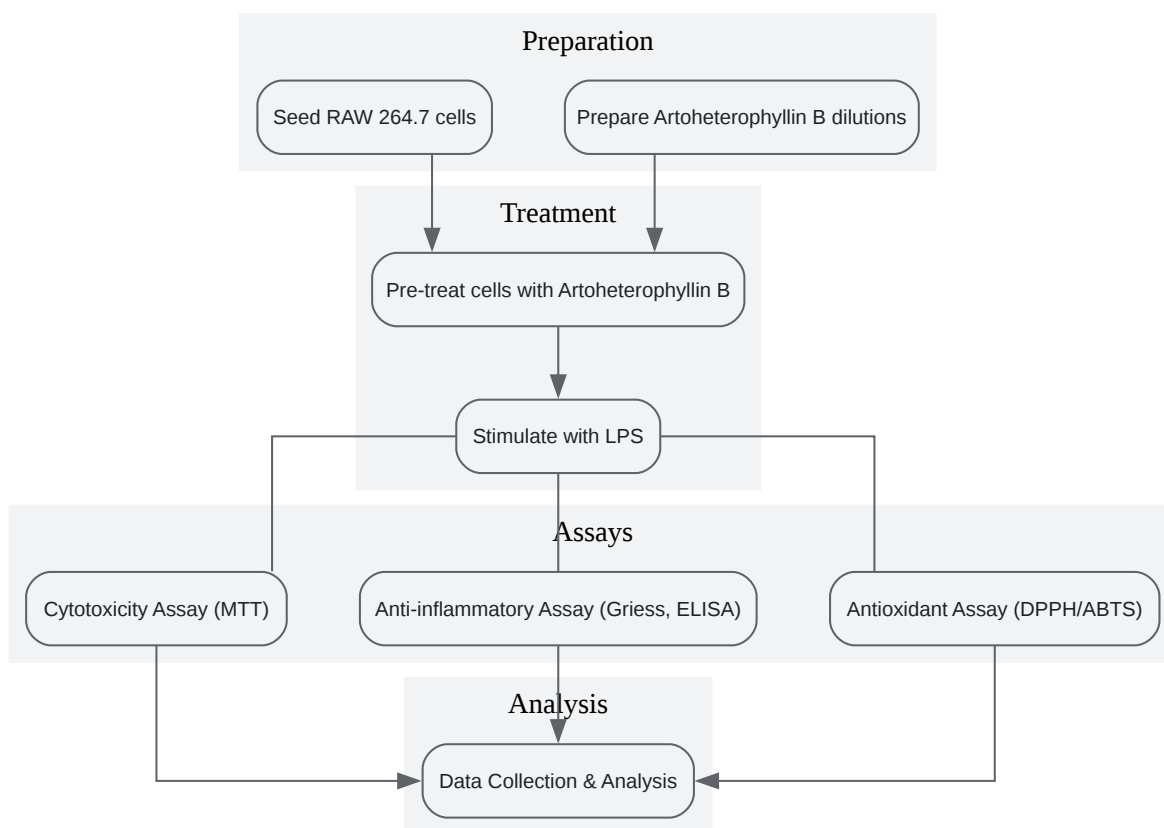 Preparation
Seed RAW 264.7 cells
Prepare Artoheterophyllin B dilutions
Treatment
Pre-treat cells with Artoheterophyllin B
Stimulate with LPS
Assays
Cytotoxicity Assay (MTT)
Anti-inflammatory Assay (Griess, ELISA)
Antioxidant Assay (DPPH/ABTS)
Analysis
Data Collection & Analysis